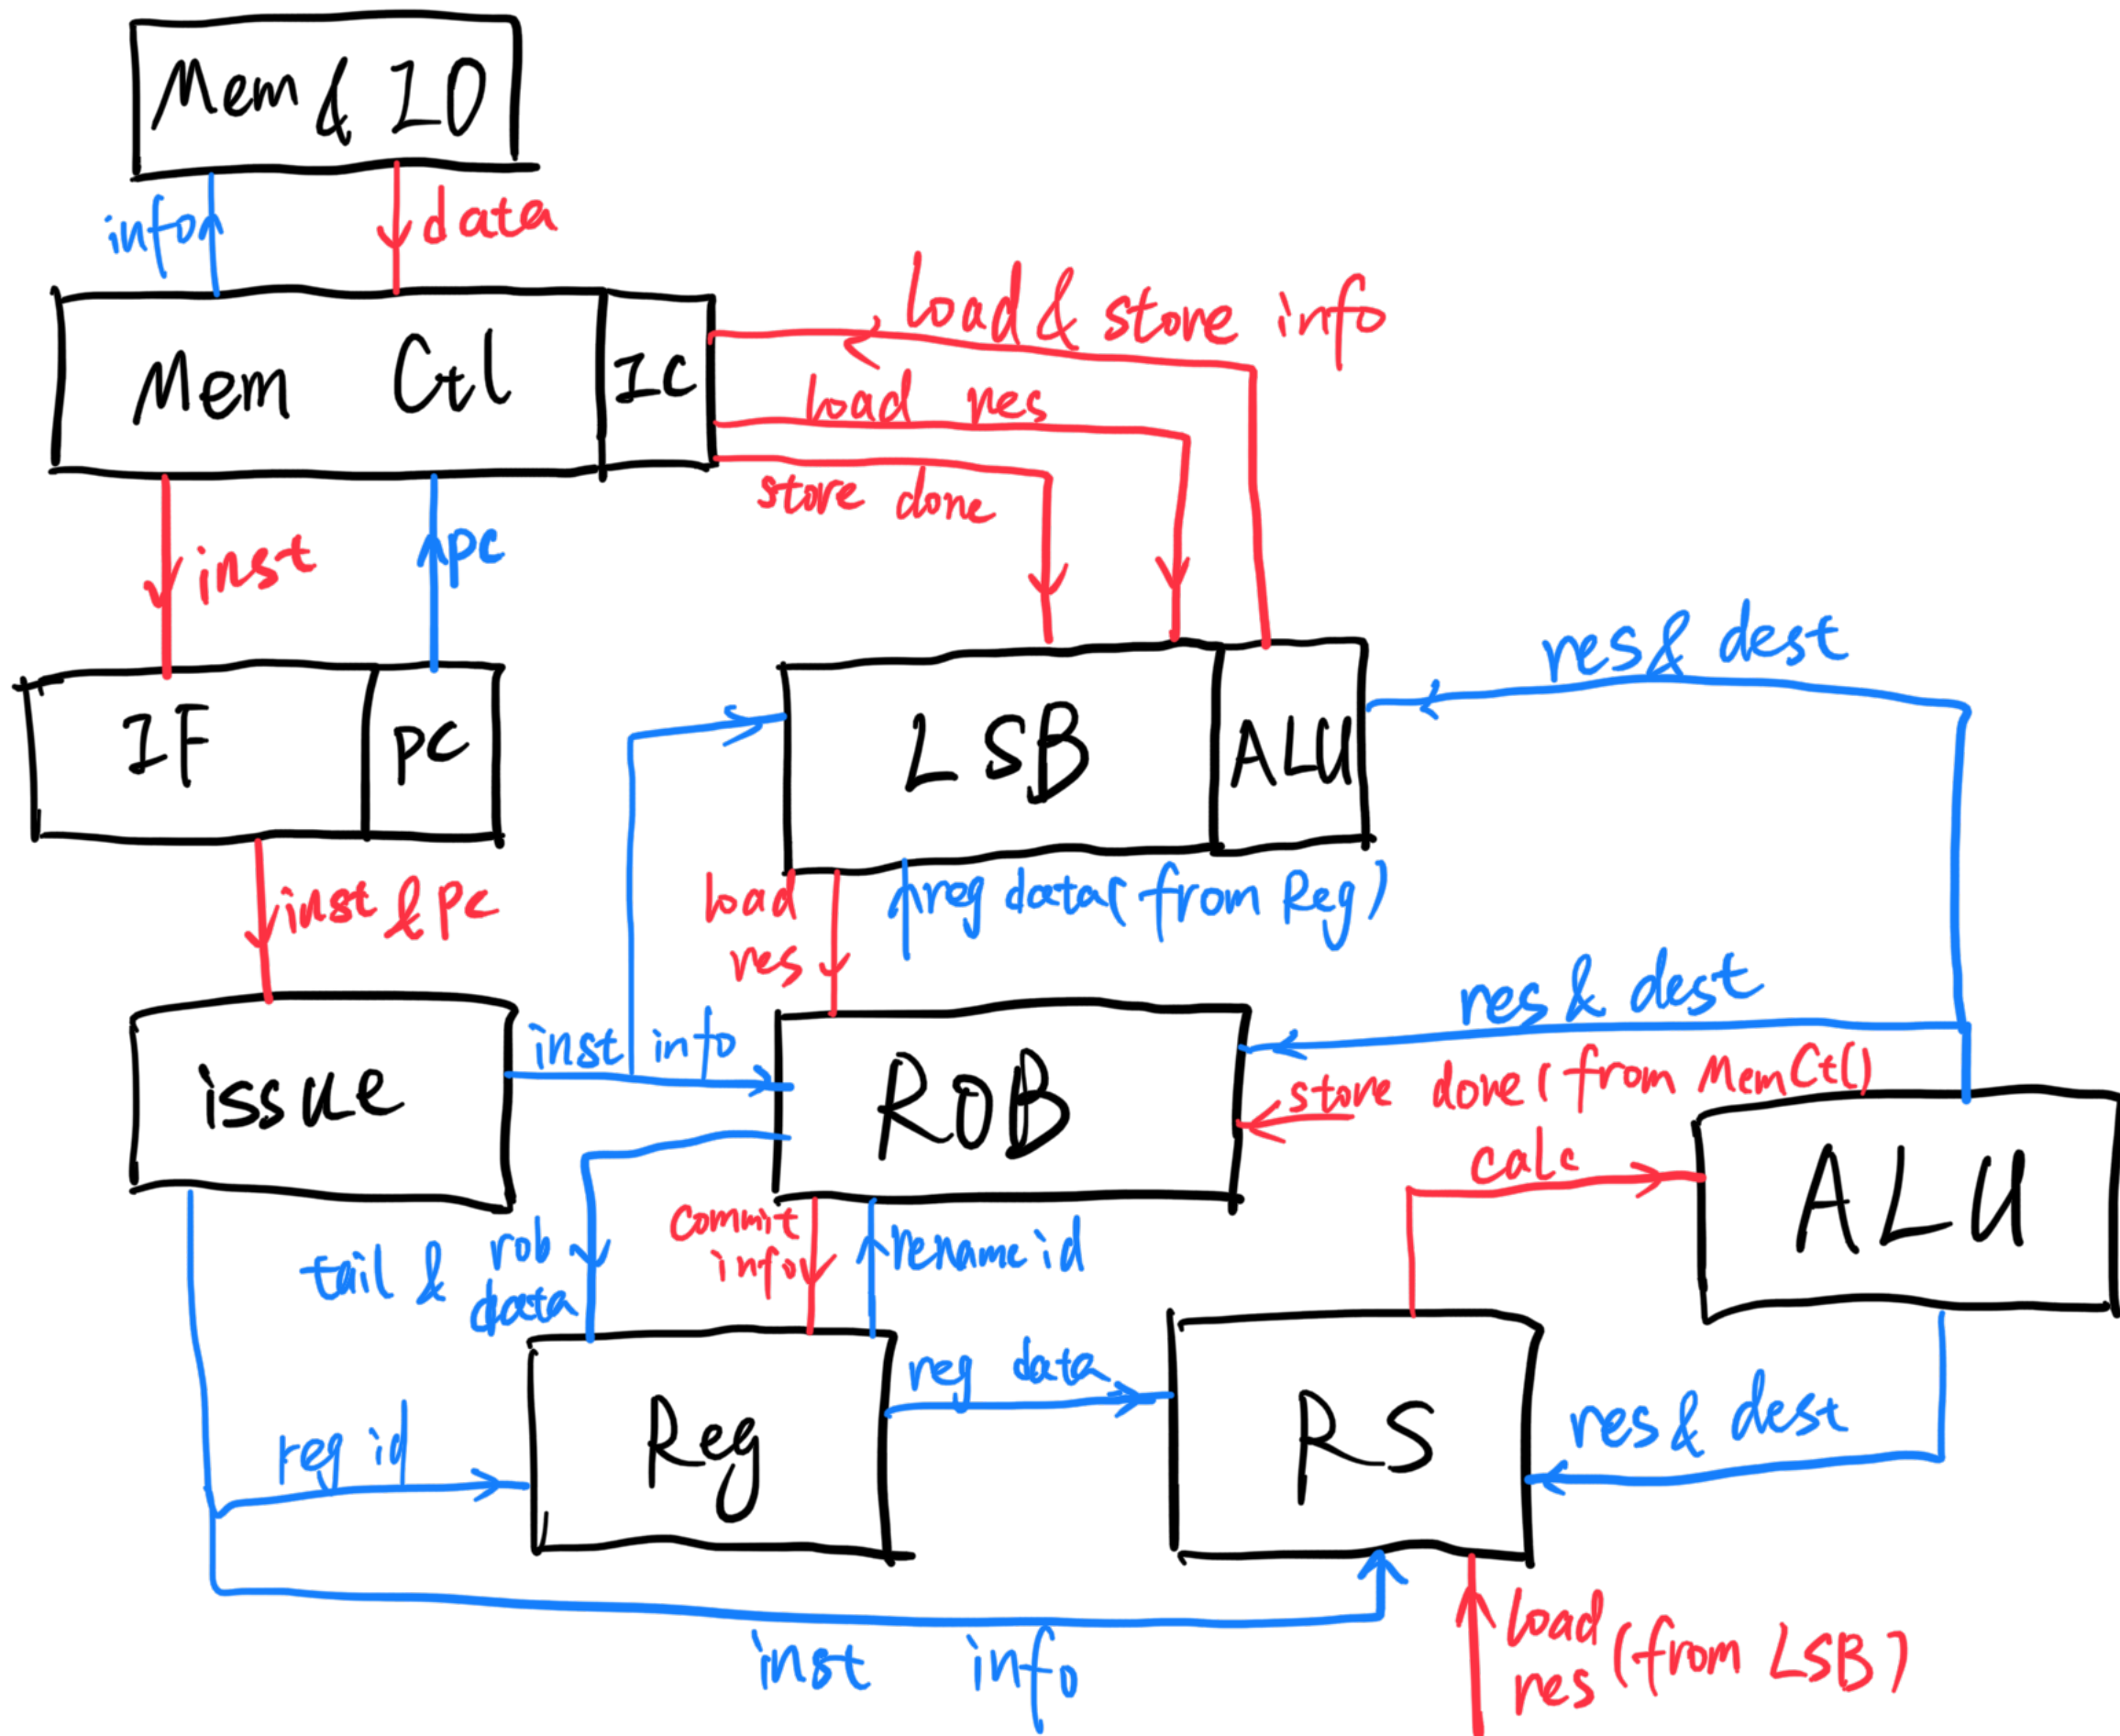 Mem & IO
info
data
Mem Ctl
IC
load & store info
load res
store done
inst
pc
IF
PC
LSB
ALU
res & dest
inst & pc
load
res
reg data (from Reg)
issue
inst info
ROB
res & dest
store done (from MemCtl)
calc
ALU
tail &
rob
data
commit
info
rename id
reg id
Reg
reg data
RS
res & dest
inst info
load
res
(from LSB)